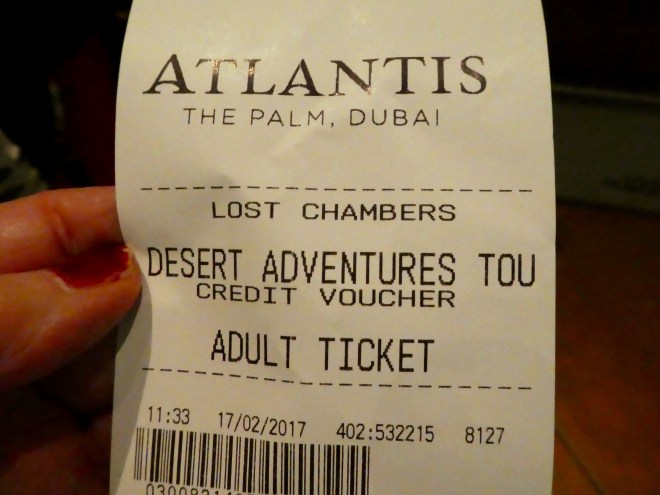 ATLANTIS
THE PALM, DUBAI
LOST CHAMBERS
DESERT ADVENTURES TOU
CREDIT VOUCHER
ADULT TICKET
11:33 17/02/2017 402:532215 8127